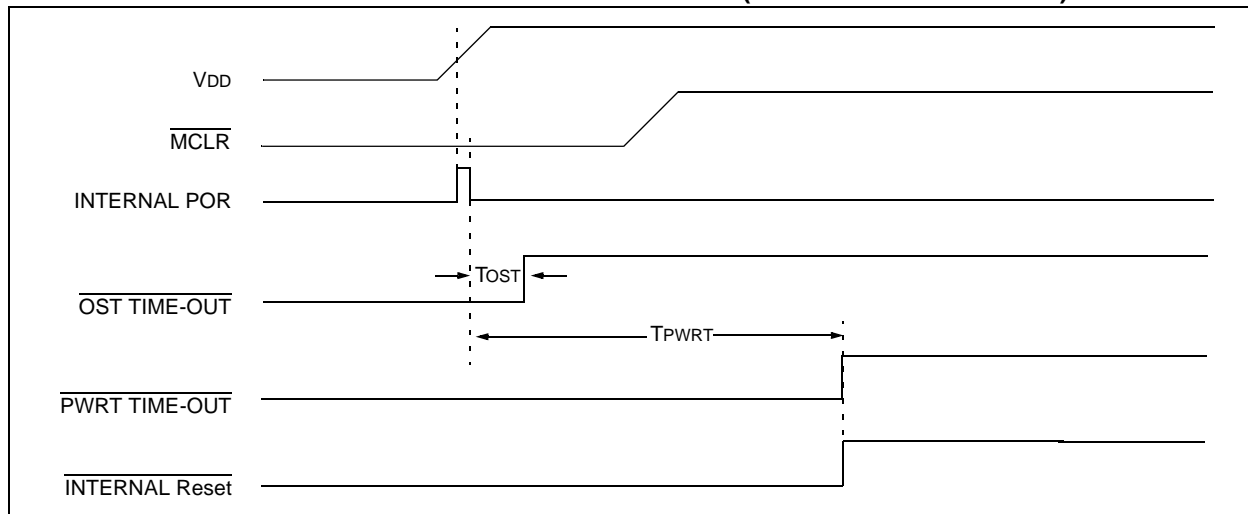 VDD
MCLR
INTERNAL POR
TOST
OST TIME-OUT
TPWRT
PWRT TIME-OUT
INTERNAL Reset